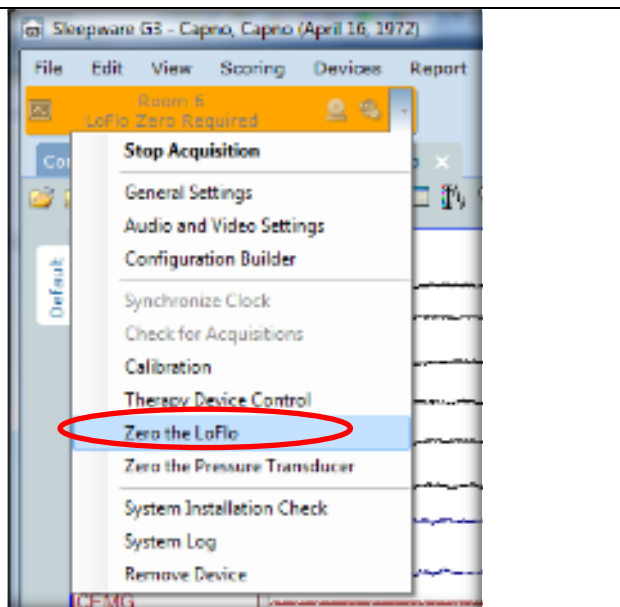 Sleepware G3 - Capno, Capno (April 16, 1972)
File Edit View Scoring Devices Report
Room 6
LoFlo Zero Required
Stop Acquisition
General Settings
Audio and Video Settings
Configuration Builder
Default
Synchronize Clock
Check for Acquisitions
Calibration
Therapy Device Control
Zero the LoFlo
Zero the Pressure Transducer
System Installation Check
System Log
Remove Device